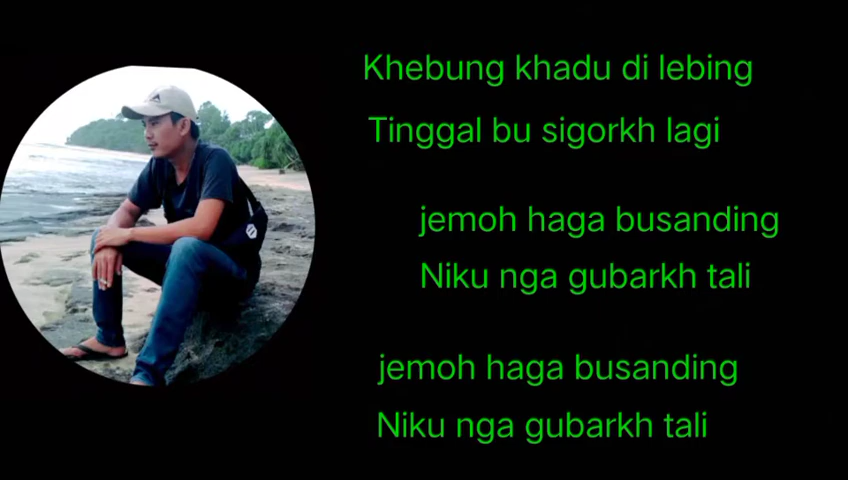 Khebung khadu di lebing
Tinggal bu sigorkh lagi
jemoh haga busanding
Niku nga gubarkh tali
jemoh haga busanding
Niku nga gubarkh tali